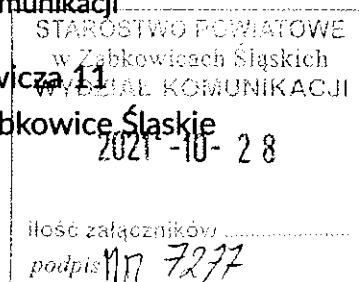 munikacji
STAROSTWO POWIATOWE
w Ząbkowicach Śląskich
wicza 11
WYDZIAŁ KOMUNIKACJI
bkowice Śląskie
2021 -10- 28
ilość załączników
podpis 7277